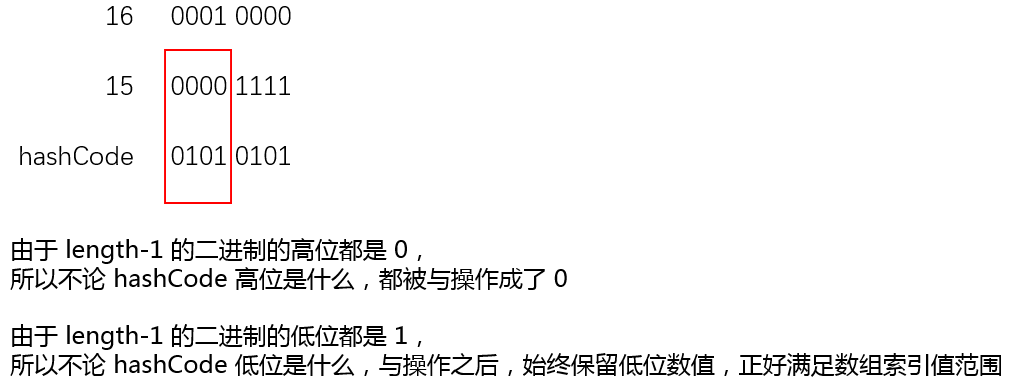 16 0001 0000
15 0000 1111
hashCode 0101 0101
由于 length-1 的二进制的高位都是 0，
所以不论 hashCode 高位是什么，都被与操作成了 0
由于 length-1 的二进制的低位都是 1，
所以不论 hashCode 低位是什么，与操作之后，始终保留低位数值，正好满足数组索引值范围